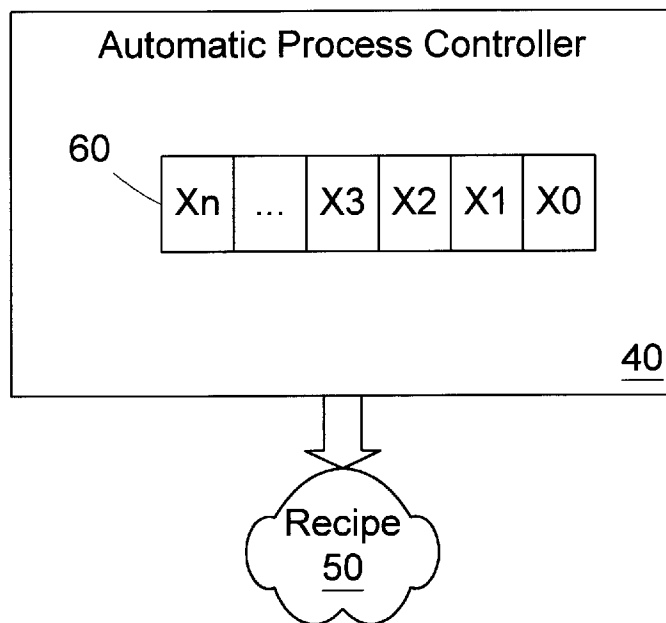 Automatic Process Controller
60
Xn ... X3 X2 X1 X0
40
Recipe
50